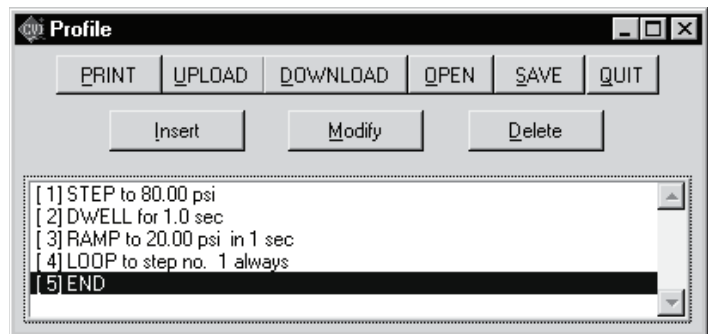 CVI Profile
PRINT UPLOAD DOWNLOAD OPEN SAVE QUIT
Insert Modify Delete
[ 1] STEP to 80.00 psi
[ 2] DWELL for 1.0 sec
[ 3] RAMP to 20.00 psi in 1 sec
[ 4] LOOP to step no. 1 always
[ 5] END